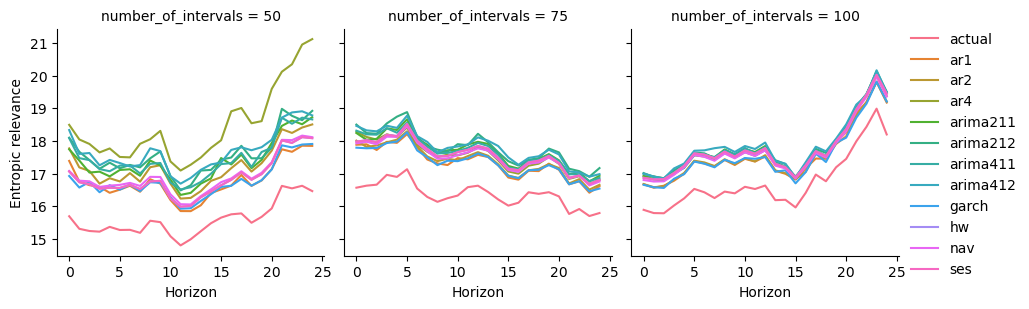 number_of_intervals = 50
number_of_intervals = 75
number_of_intervals = 100
Entropic relevance
21
20
19
18
17
16
15
0
5
10
15
20
25
0
5
10
15
20
25
0
5
10
15
20
25
Horizon
Horizon
Horizon
actual
ar1
ar2
ar4
arima211
arima212
arima411
arima412
garch
hw
nav
ses